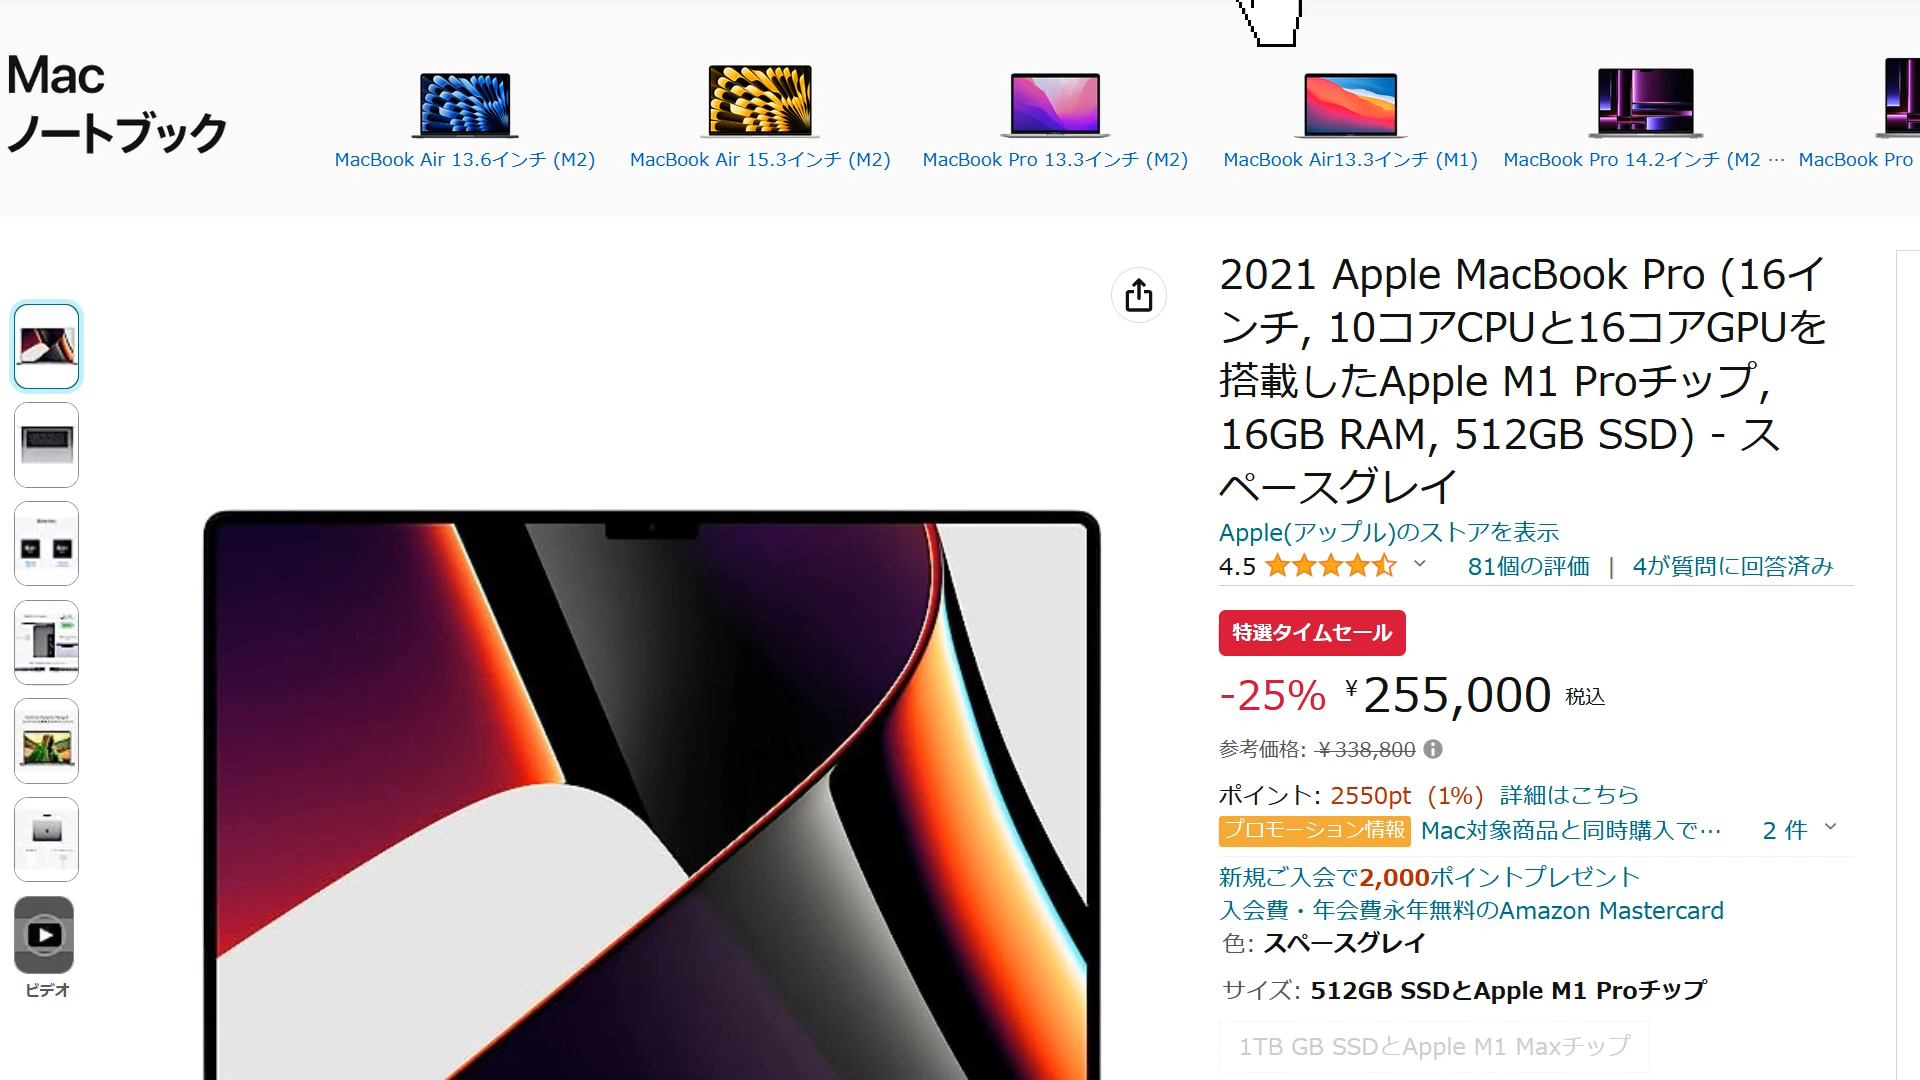 Mac
ノートブック
MacBook Air 13.6インチ (M2)
MacBook Air 15.3インチ (M2)
MacBook Pro 13.3インチ (M2)
MacBook Air13.3インチ (M1)
MacBook Pro 14.2インチ (M2 …
MacBook Pro
2021 Apple MacBook Pro (16イ
ンチ, 10コアCPUと16コアGPUを
搭載したApple M1 Proチップ,
16GB RAM, 512GB SSD) - ス
ペースグレイ
Apple(アップル)のストアを表示
4.5 81個の評価 | 4が質問に回答済み
特選タイムセール
-25% ¥255,000 税込
参考価格: ¥338,800
ポイント: 2550pt (1%) 詳細はこちら
プロモーション情報 Mac対象商品と同時購入で… 2 件
新規ご入会で2,000ポイントプレゼント
入会費・年会費永年無料のAmazon Mastercard
色: スペースグレイ
サイズ: 512GB SSDとApple M1 Proチップ
1TB GB SSDとApple M1 Maxチップ
ビデオ